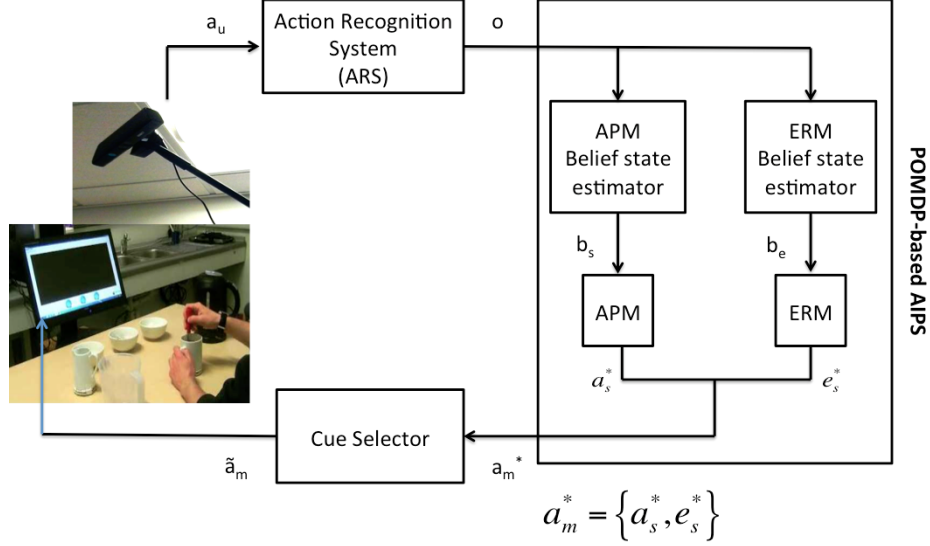 a_u
Action Recognition
System
(ARS)
o
APM
Belief state
estimator
ERM
Belief state
estimator
POMDP-based AIPS
b_s
b_e
APM
ERM
a_s^*
e_s^*
Cue Selector
ã_m
a_m^*
a_m^* = {a_s^*, e_s^*}